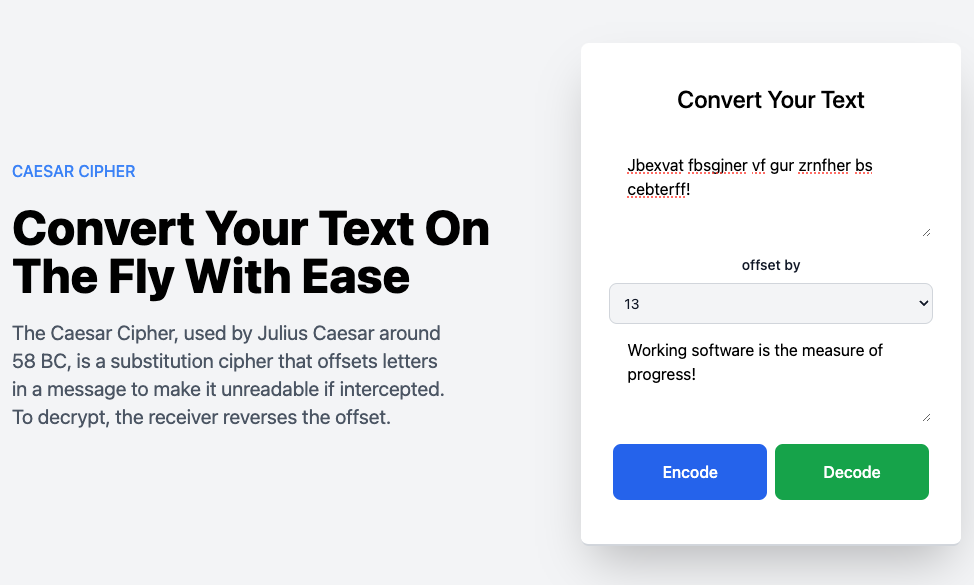 CAESAR CIPHER
Convert Your Text On
The Fly With Ease
The Caesar Cipher, used by Julius Caesar around
58 BC, is a substitution cipher that offsets letters
in a message to make it unreadable if intercepted.
To decrypt, the receiver reverses the offset.
Convert Your Text
Jbexvat fbsgjner vf gur zrnfher bs
cebterff!
offset by
13
Working software is the measure of
progress!
Encode
Decode